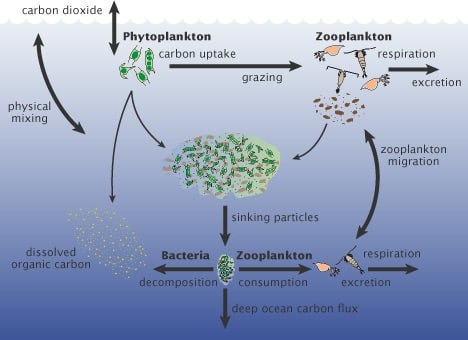 carbon dioxide
Phytoplankton
carbon uptake
Zooplankton
respiration
grazing
excretion
physical
mixing
zooplankton
migration
sinking particles
dissolved
organic carbon
Bacteria
decomposition
Zooplankton
consumption
respiration
excretion
deep ocean carbon flux